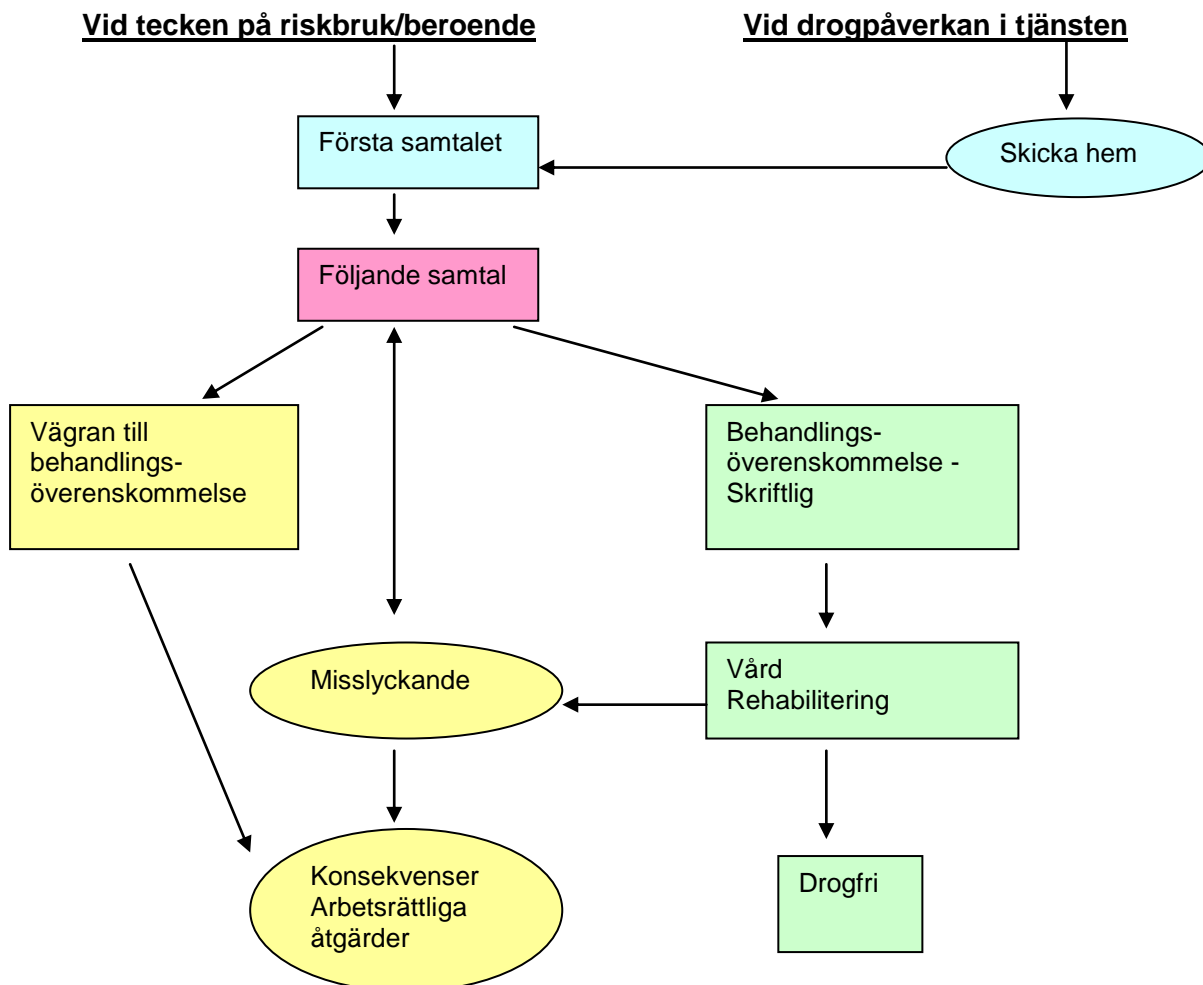 Vid tecken på riskbruk/beroende
Vid drogpåverkan i tjänsten
Första samtalet
Skicka hem
Följande samtal
Vägran till
behandlings-
överenskommelse
Behandlings-
överenskommelse -
Skriftlig
Misslyckande
Vård
Rehabilitering
Konsekvenser
Arbetsrättliga
åtgärder
Drogfri